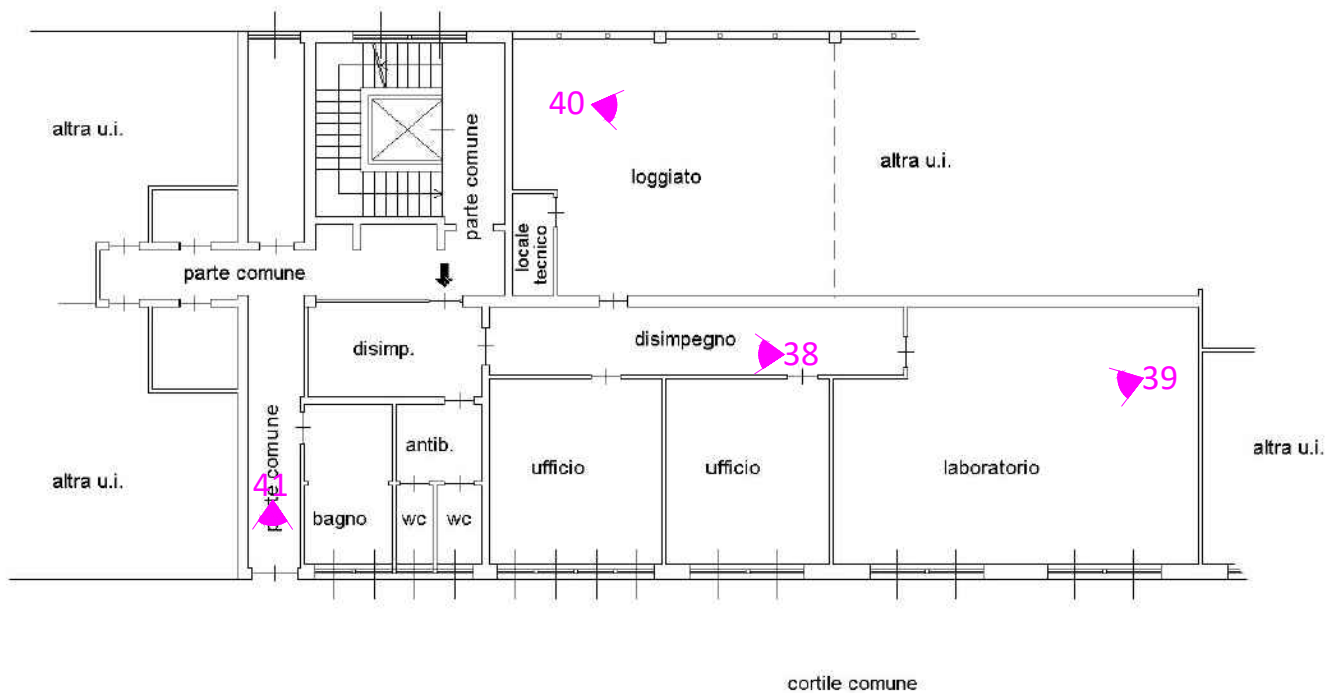 40
altra u.i.
parte comune
loggiato
altra u.i.
locale
tecnico
parte comune
disimp.
disimpegno
38
39
parte comune
antib.
ufficio
ufficio
laboratorio
altra u.i.
altra u.i.
41
bagno
wc
wc
cortile comune